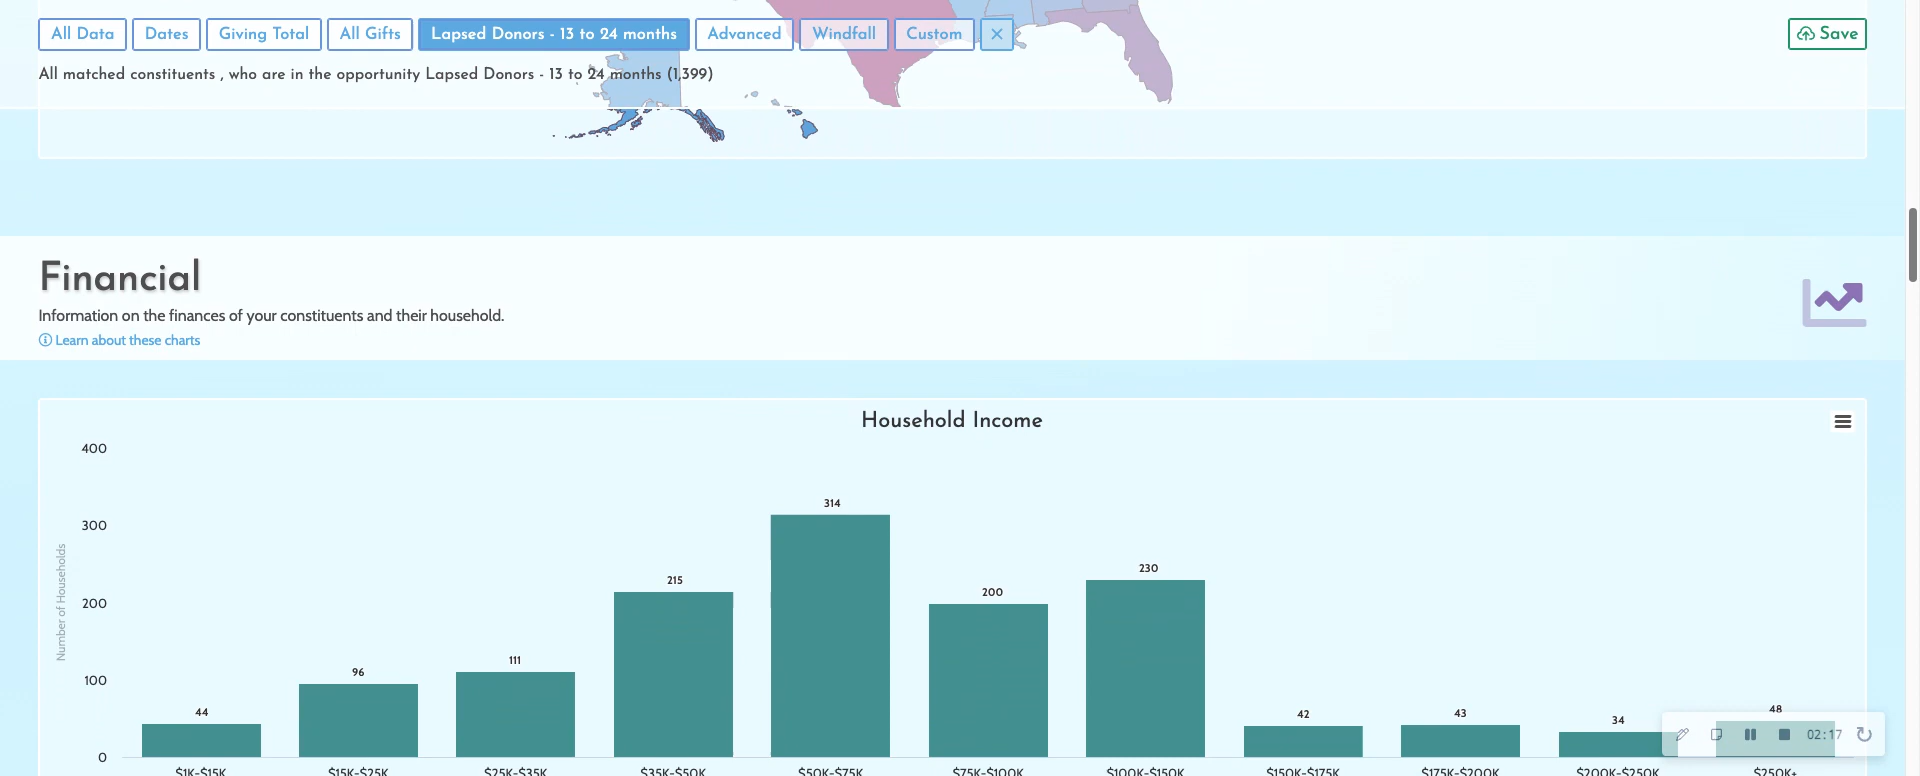 All Data Dates Giving Total All Gifts Lapsed Donors - 13 to 24 months Advanced Windfall Custom × Save
All matched constituents , who are in the opportunity Lapsed Donors - 13 to 24 months (1,399)
Financial
Information on the finances of your constituents and their household.
Learn about these charts
Household Income
400
300
200
100
0
Number of Households
44
96
111
215
314
200
230
42
43
34
48
02:17
$1K-$15K
$15K-$25K
$25K-$35K
$35K-$50K
$50K-$75K
$75K-$100K
$100K-$150K
$150K-$175K
$175K-$200K
$200K-$250K
$250K+